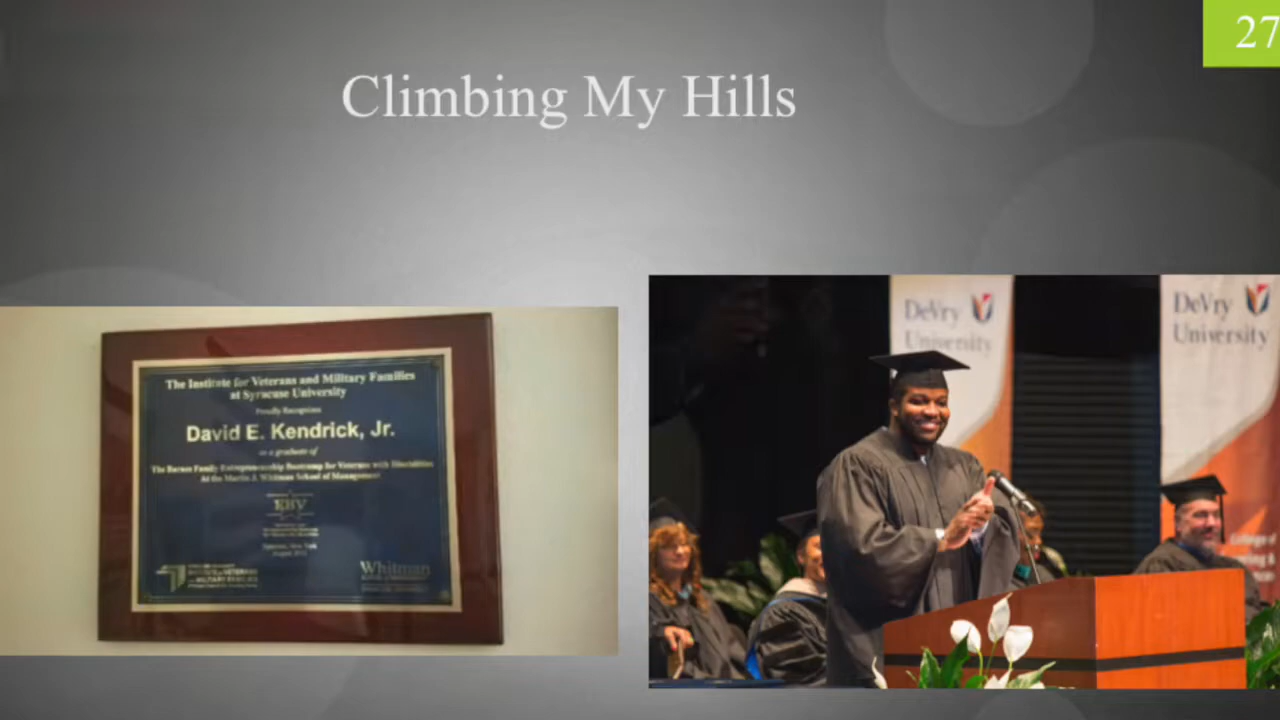 27
Climbing My Hills
The Institute for Veterans and Military Families
at Syracuse University
Proudly Recognizes
David E. Kendrick, Jr.
as a graduate of
The Barnes Family Entrepreneurship Bootcamp for Veterans with Disabilities
At the Martin J. Whitman School of Management
EBV
August
Whitman
DeVry
University
DeVry
University